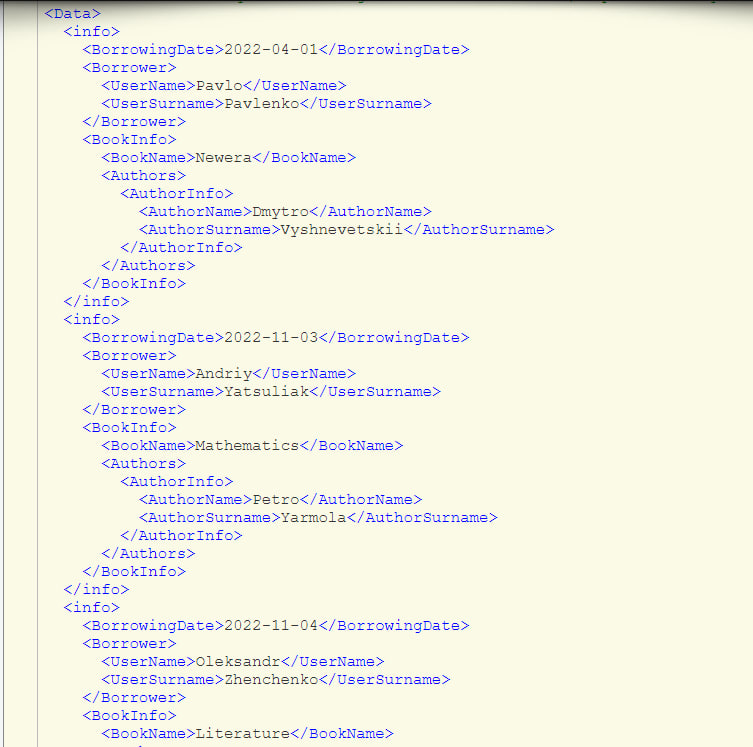 <Data>
<info>
<BorrowingDate>2022-04-01</BorrowingDate>
<Borrower>
<UserName>Pavlo</UserName>
<UserSurname>Pavlenko</UserSurname>
</Borrower>
<BookInfo>
<BookName>Newera</BookName>
<Authors>
<AuthorInfo>
<AuthorName>Dmytro</AuthorName>
<AuthorSurname>Vyshnevetskii</AuthorSurname>
</AuthorInfo>
</Authors>
</BookInfo>
</info>
<info>
<BorrowingDate>2022-11-03</BorrowingDate>
<Borrower>
<UserName>Andriy</UserName>
<UserSurname>Yatsuliak</UserSurname>
</Borrower>
<BookInfo>
<BookName>Mathematics</BookName>
<Authors>
<AuthorInfo>
<AuthorName>Petro</AuthorName>
<AuthorSurname>Yarmola</AuthorSurname>
</AuthorInfo>
</Authors>
</BookInfo>
</info>
<info>
<BorrowingDate>2022-11-04</BorrowingDate>
<Borrower>
<UserName>Oleksandr</UserName>
<UserSurname>Zhenchenko</UserSurname>
</Borrower>
<BookInfo>
<BookName>Literature</BookName>